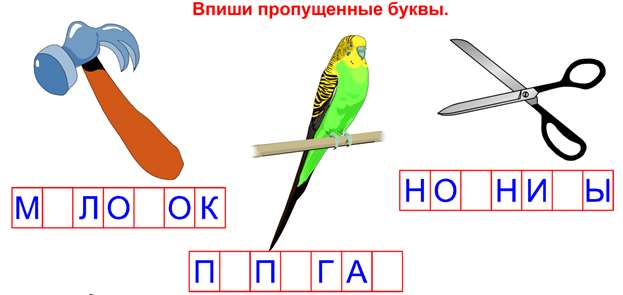 Впиши пропущенные буквы.
М ЛО ОК
НО НИ Ы
П П ГА